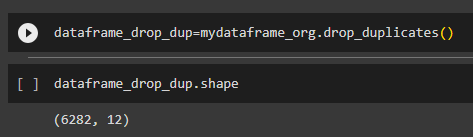 dataframe_drop_dup=mydataframe_org.drop_duplicates()
[ ] dataframe_drop_dup.shape
(6282, 12)